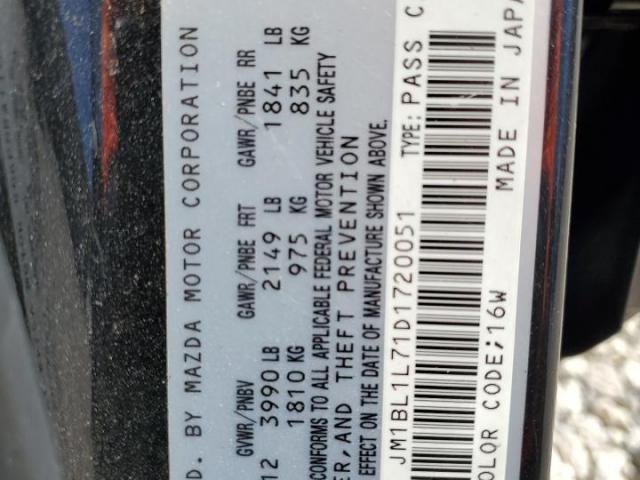 D. BY MAZDA MOTOR CORPORATION
GVWR/PNBV GAWR/PNBE FRT GAWR/PNBE RR
12 3990 LB 2149 LB 1841 LB
1810 KG 975 KG 835 KG
CONFORMS TO ALL APPLICABLE FEDERAL MOTOR VEHICLE SAFETY
ER, AND THEFT PREVENTION
EFFECT ON THE DATE OF MANUFACTURE SHOWN ABOVE.
JM1BL1L71D1720051 TYPE: PASS C
OLOR CODE;16W MADE IN JAPA